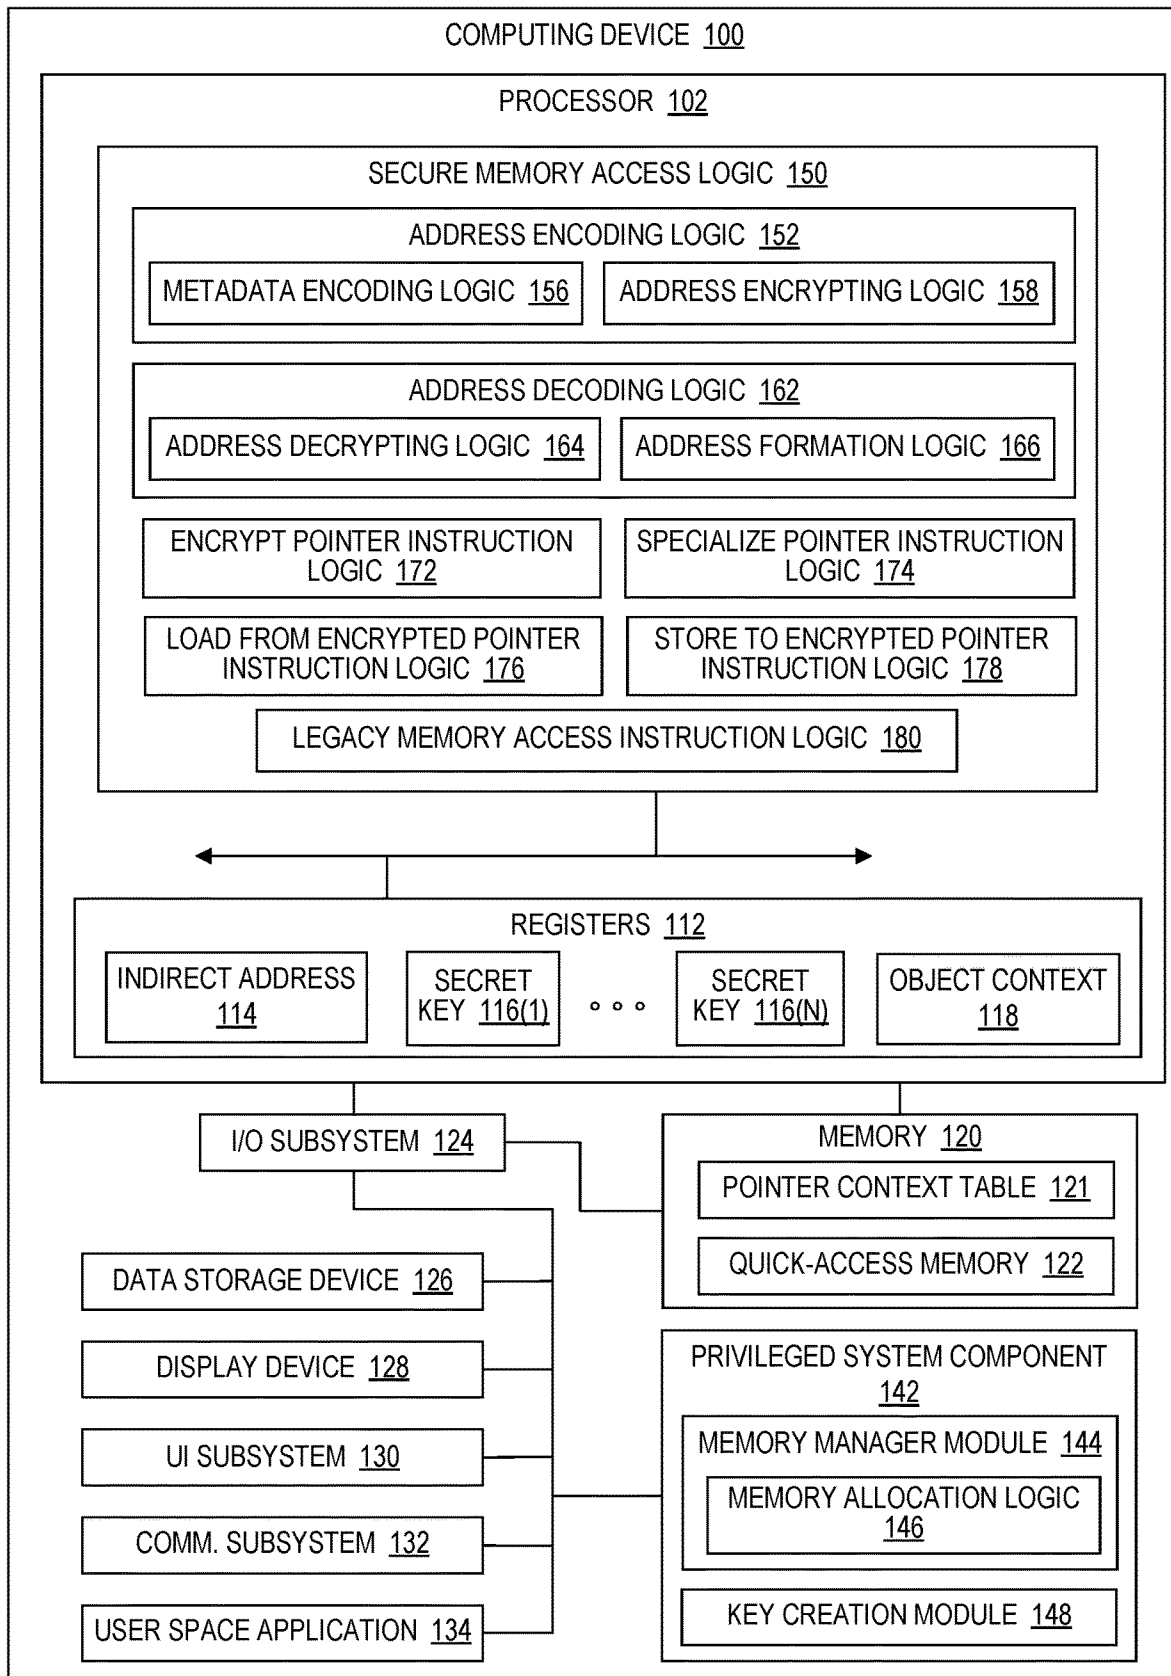 COMPUTING DEVICE 100
PROCESSOR 102
SECURE MEMORY ACCESS LOGIC 150
ADDRESS ENCODING LOGIC 152
METADATA ENCODING LOGIC 156
ADDRESS ENCRYPTING LOGIC 158
ADDRESS DECODING LOGIC 162
ADDRESS DECRYPTING LOGIC 164
ADDRESS FORMATION LOGIC 166
ENCRYPT POINTER INSTRUCTION
LOGIC 172
SPECIALIZE POINTER INSTRUCTION
LOGIC 174
LOAD FROM ENCRYPTED POINTER
INSTRUCTION LOGIC 176
STORE TO ENCRYPTED POINTER
INSTRUCTION LOGIC 178
LEGACY MEMORY ACCESS INSTRUCTION LOGIC 180
REGISTERS 112
INDIRECT ADDRESS
114
SECRET
KEY 116(1)
SECRET
KEY 116(N)
OBJECT CONTEXT
118
I/O SUBSYSTEM 124
MEMORY 120
POINTER CONTEXT TABLE 121
QUICK-ACCESS MEMORY 122
DATA STORAGE DEVICE 126
DISPLAY DEVICE 128
UI SUBSYSTEM 130
COMM. SUBSYSTEM 132
USER SPACE APPLICATION 134
PRIVILEGED SYSTEM COMPONENT
142
MEMORY MANAGER MODULE 144
MEMORY ALLOCATION LOGIC
146
KEY CREATION MODULE 148